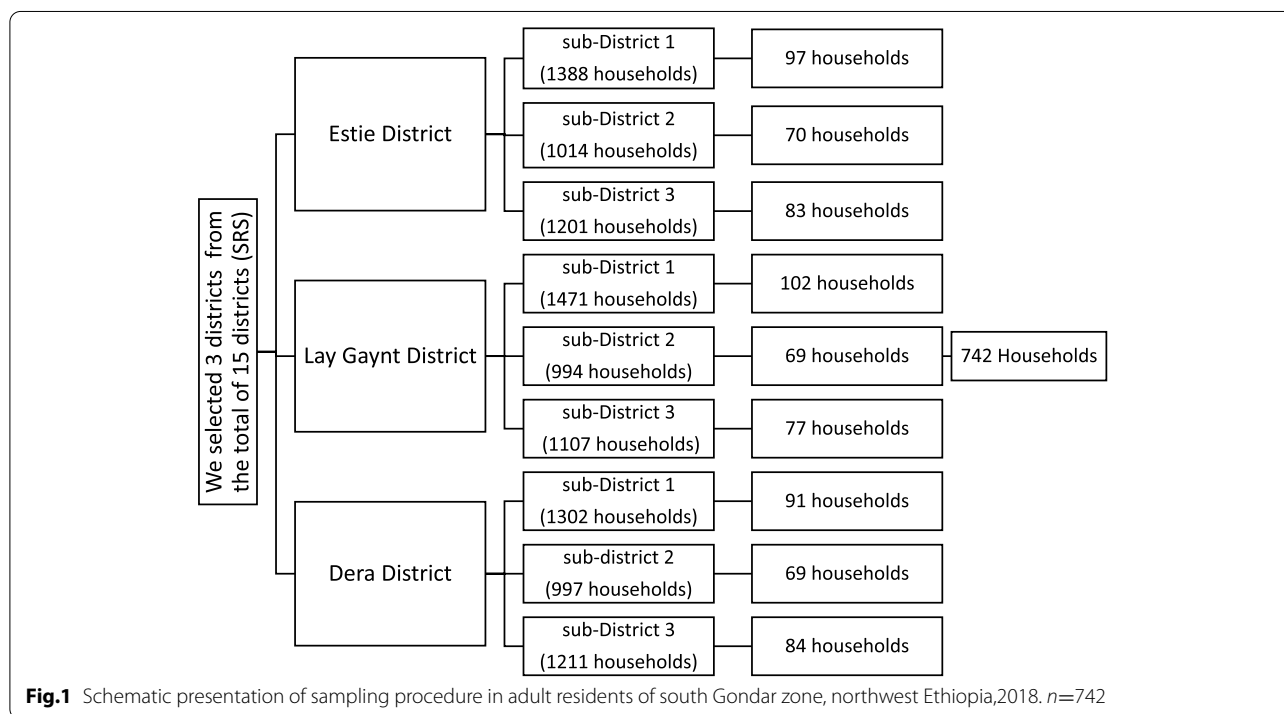 We selected 3 districts from
the total of 15 districts (SRS)
Estie District
sub-District 1
(1388 households)
97 households
sub-District 2
(1014 households)
70 households
sub-District 3
(1201 households)
83 households
Lay Gaynt District
sub-District 1
(1471 households)
102 households
sub-District 2
(994 households)
69 households
sub-District 3
(1107 households)
77 households
742 Households
Dera District
sub-District 1
(1302 households)
91 households
sub-district 2
(997 households)
69 households
sub-District 3
(1211 households)
84 households
Fig.1 Schematic presentation of sampling procedure in adult residents of south Gondar zone, northwest Ethiopia,2018. n=742